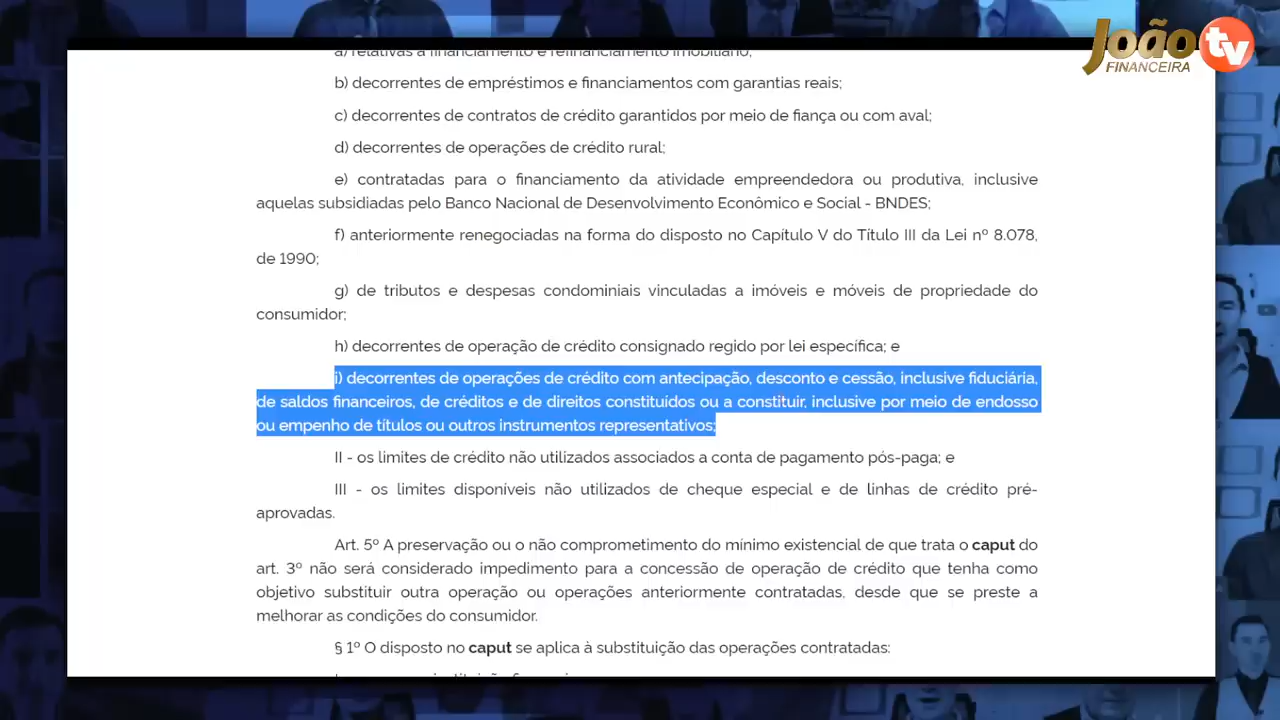 João
FINANCEIRA
tv
a) relativas a financiamento e refinanciamento imobiliário;
b) decorrentes de empréstimos e financiamentos com garantias reais;
c) decorrentes de contratos de crédito garantidos por meio de fiança ou com aval;
d) decorrentes de operações de crédito rural;
e) contratadas para o financiamento da atividade empreendedora ou produtiva, inclusive
aquelas subsidiadas pelo Banco Nacional de Desenvolvimento Econômico e Social - BNDES;
f) anteriormente renegociadas na forma do disposto no Capítulo V do Título III da Lei nº 8.078,
de 1990;
g) de tributos e despesas condominiais vinculadas a imóveis e móveis de propriedade do
consumidor;
h) decorrentes de operação de crédito consignado regido por lei específica; e
i) decorrentes de operações de crédito com antecipação, desconto e cessão, inclusive fiduciária,
de saldos financeiros, de créditos e de direitos constituídos ou a constituir, inclusive por meio de endosso
ou empenho de títulos ou outros instrumentos representativos;
II - os limites de crédito não utilizados associados a conta de pagamento pós-paga; e
III - os limites disponíveis não utilizados de cheque especial e de linhas de crédito pré-
aprovadas.
Art. 5º A preservação ou o não comprometimento do mínimo existencial de que trata o caput do
art. 3º não será considerado impedimento para a concessão de operação de crédito que tenha como
objetivo substituir outra operação ou operações anteriormente contratadas, desde que se preste a
melhorar as condições do consumidor.
§ 1º O disposto no caput se aplica à substituição das operações contratadas: